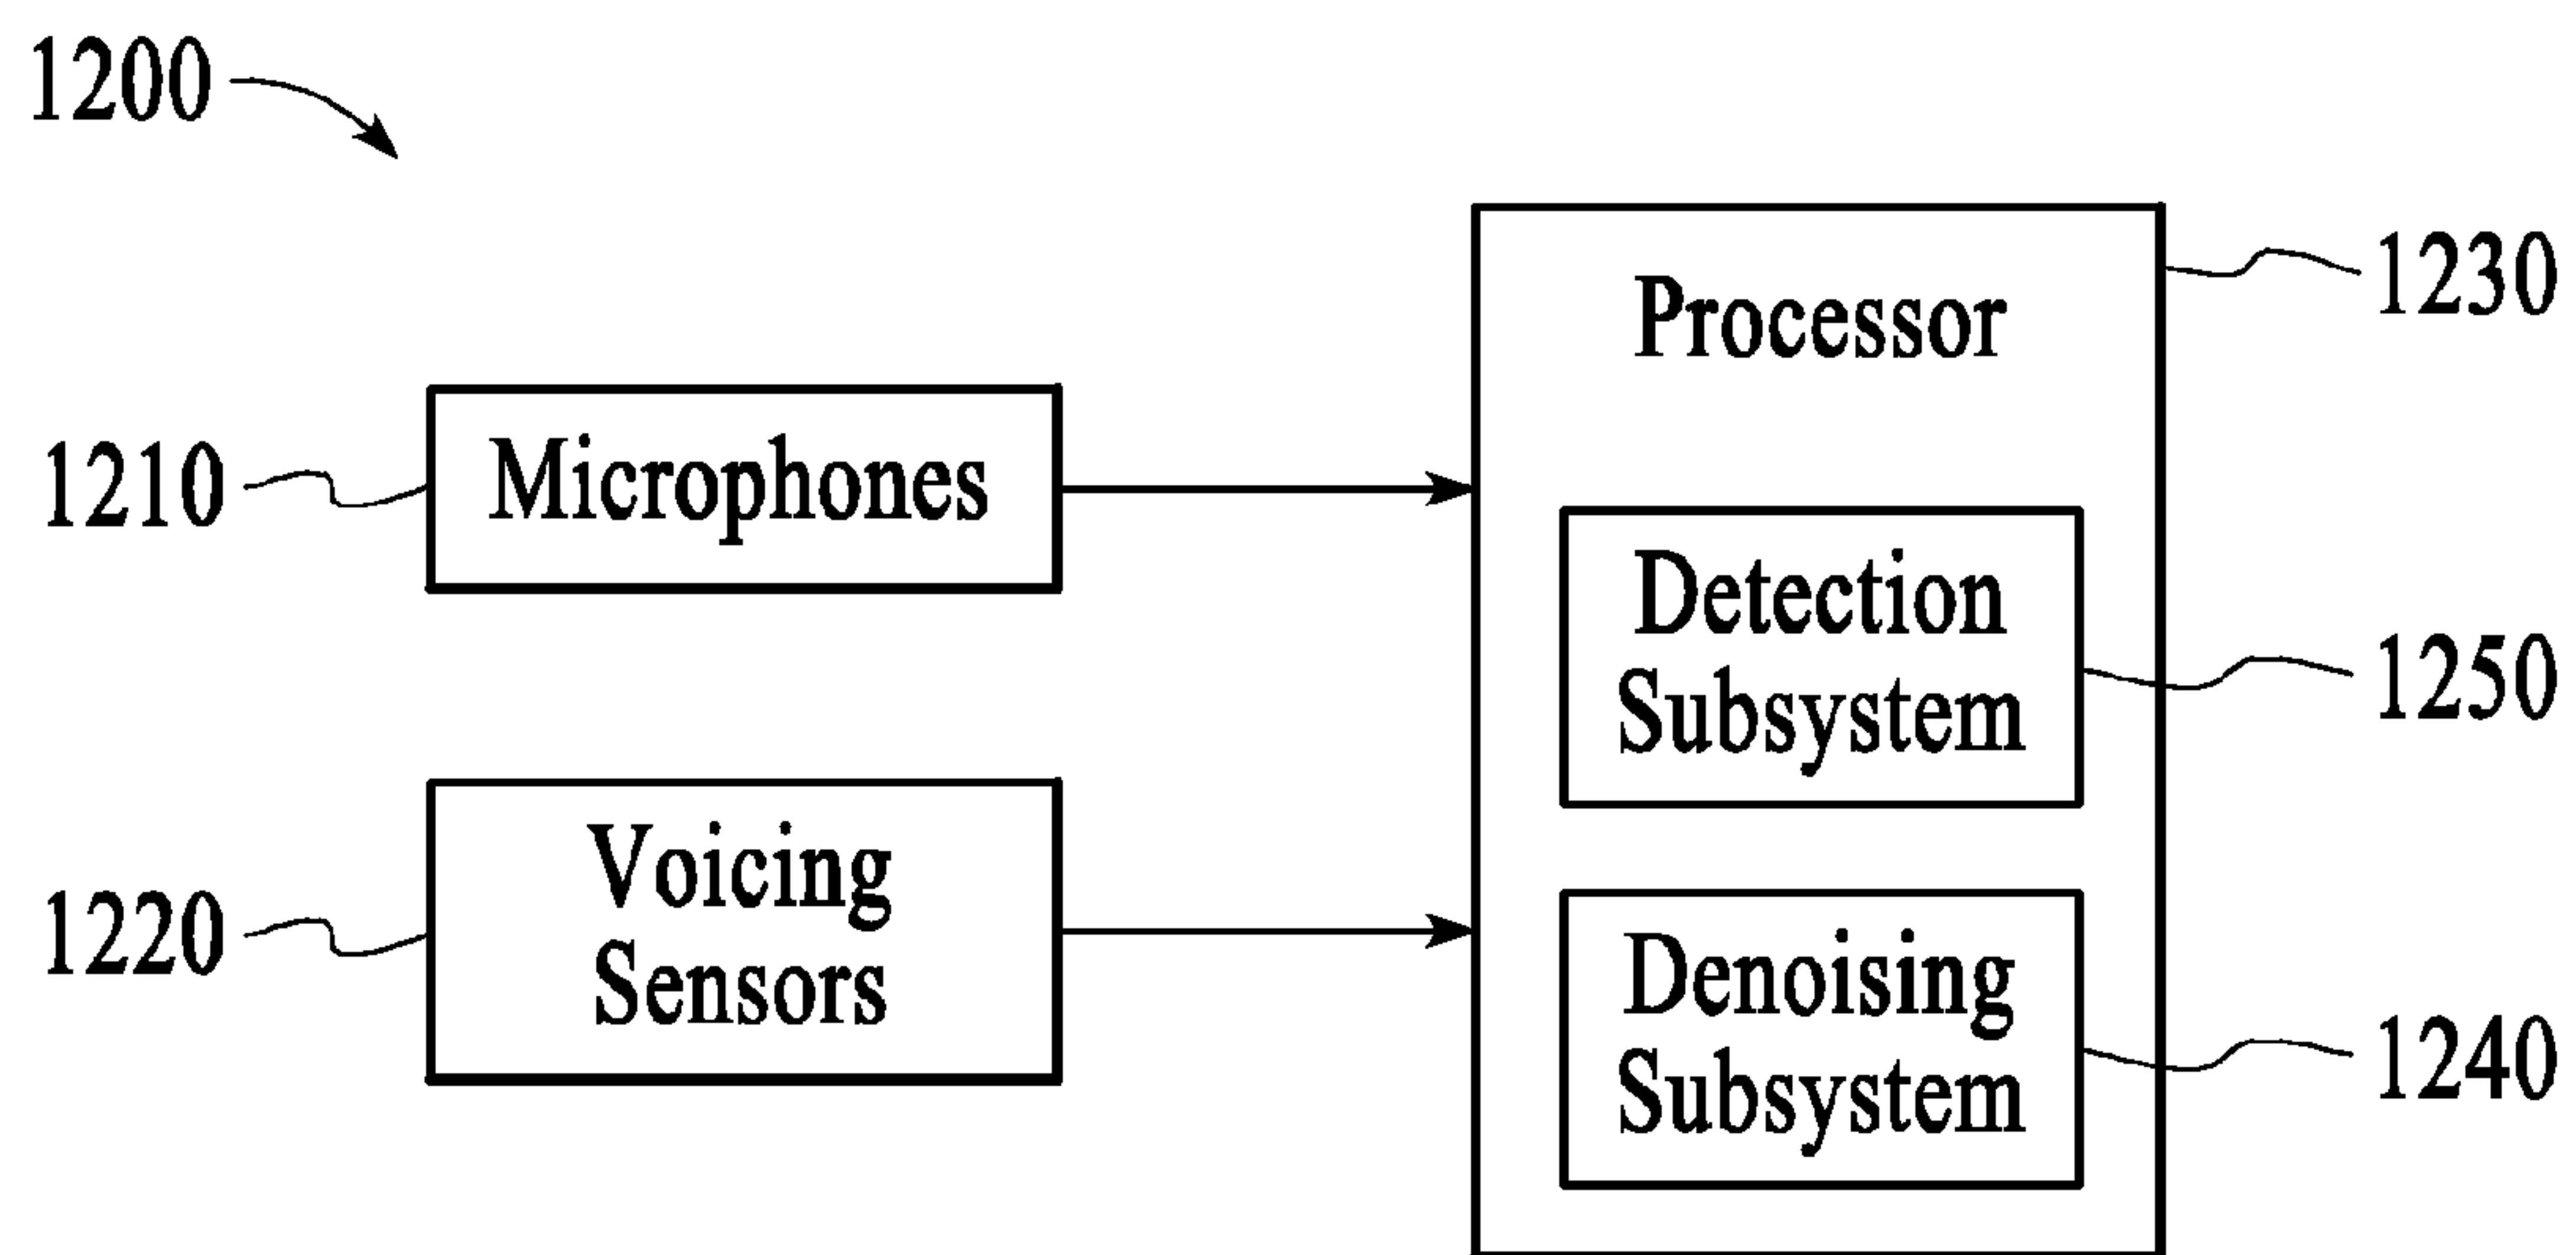 1200
1230
Processor
1210
Microphones
Detection
Subsystem
1250
1220
Voicing
Sensors
Denoising
Subsystem
1240